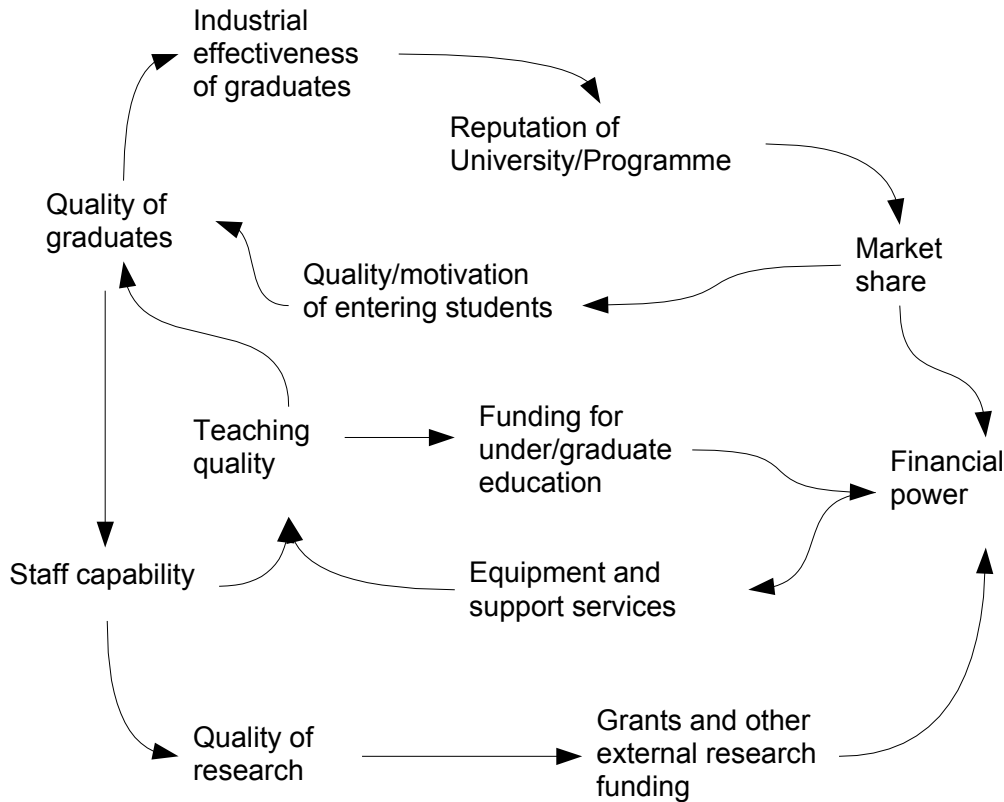 Industrial
effectiveness
of graduates
Reputation of
University/Programme
Quality of
graduates
Market
share
Quality/motivation
of entering students
Teaching
quality
Funding for
under/graduate
education
Financial
power
Staff capability
Equipment and
support services
Quality of
research
Grants and other
external research
funding